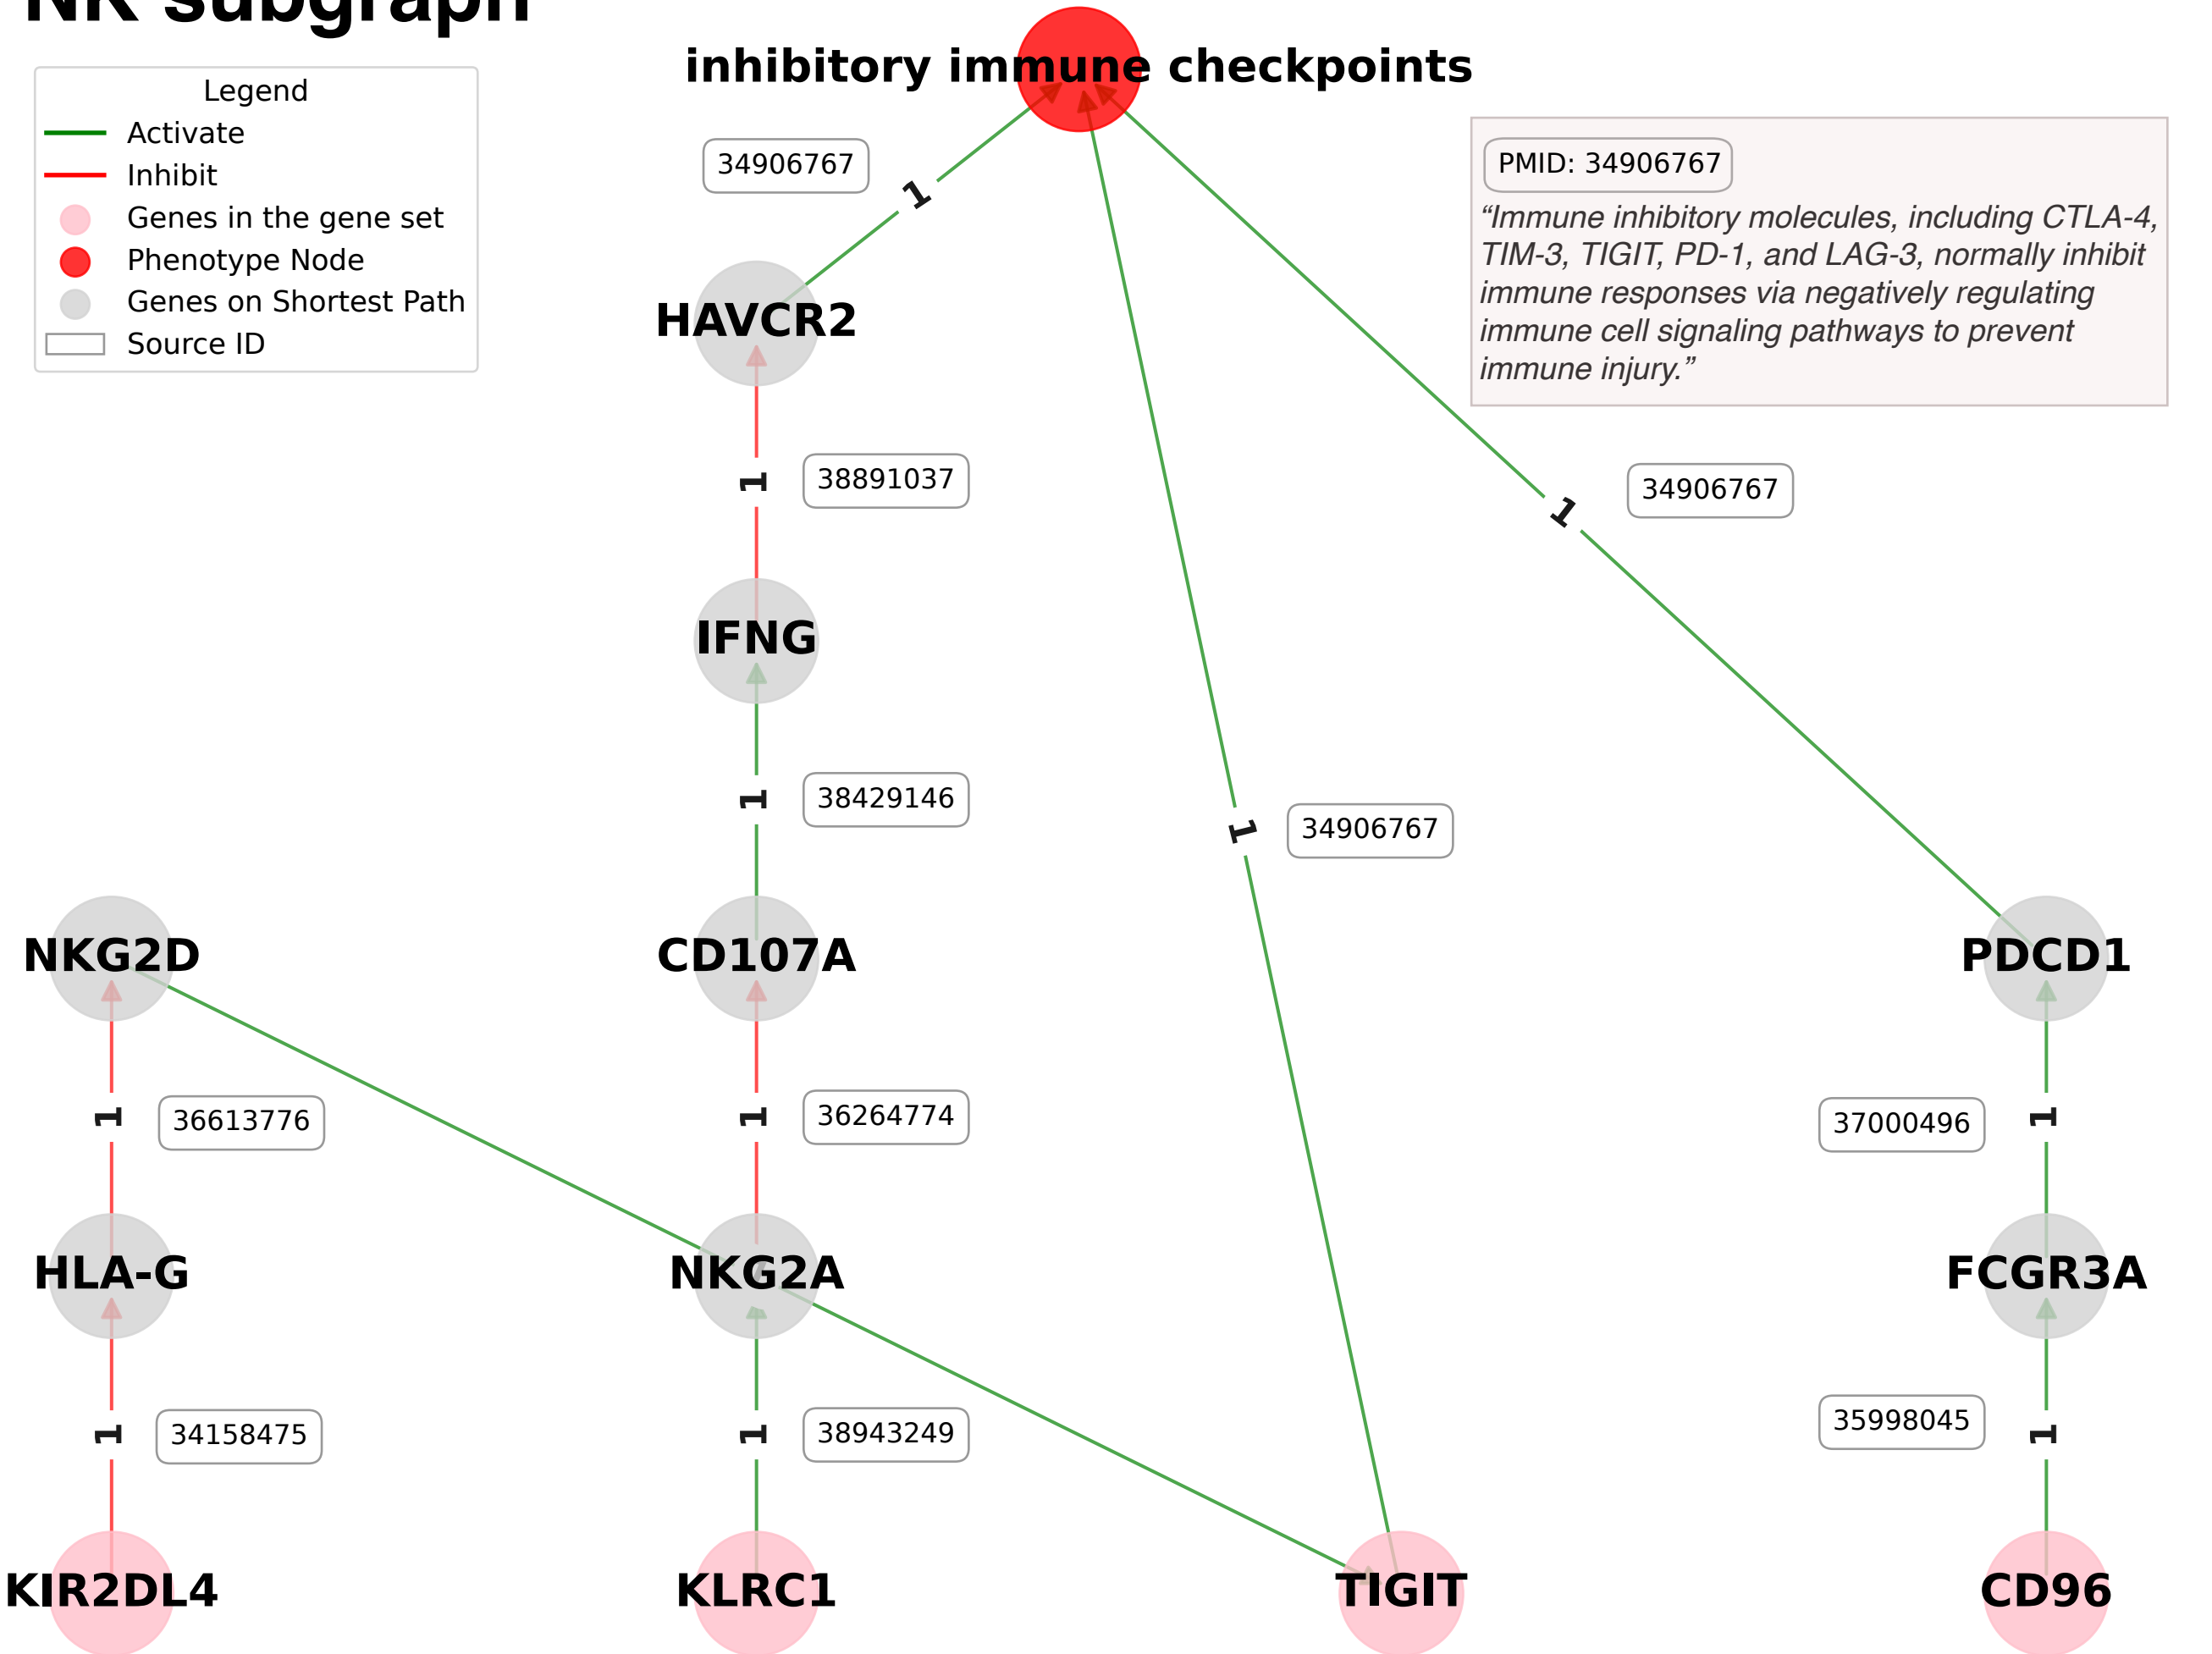 NK subgraph
Legend
Activate
Inhibit
Genes in the gene set
Phenotype Node
Genes on Shortest Path
Source ID
inhibitory immune checkpoints
34906767
1
PMID: 34906767
“Immune inhibitory molecules, including CTLA-4,
TIM-3, TIGIT, PD-1, and LAG-3, normally inhibit
immune responses via negatively regulating
immune cell signaling pathways to prevent
immune injury.”
HAVCR2
1
38891037
34906767
1
IFNG
1
38429146
1
34906767
NKG2D
CD107A
PDCD1
1
36613776
1
36264774
37000496
1
HLA-G
NKG2A
FCGR3A
1
34158475
1
38943249
35998045
1
KIR2DL4
KLRC1
TIGIT
CD96